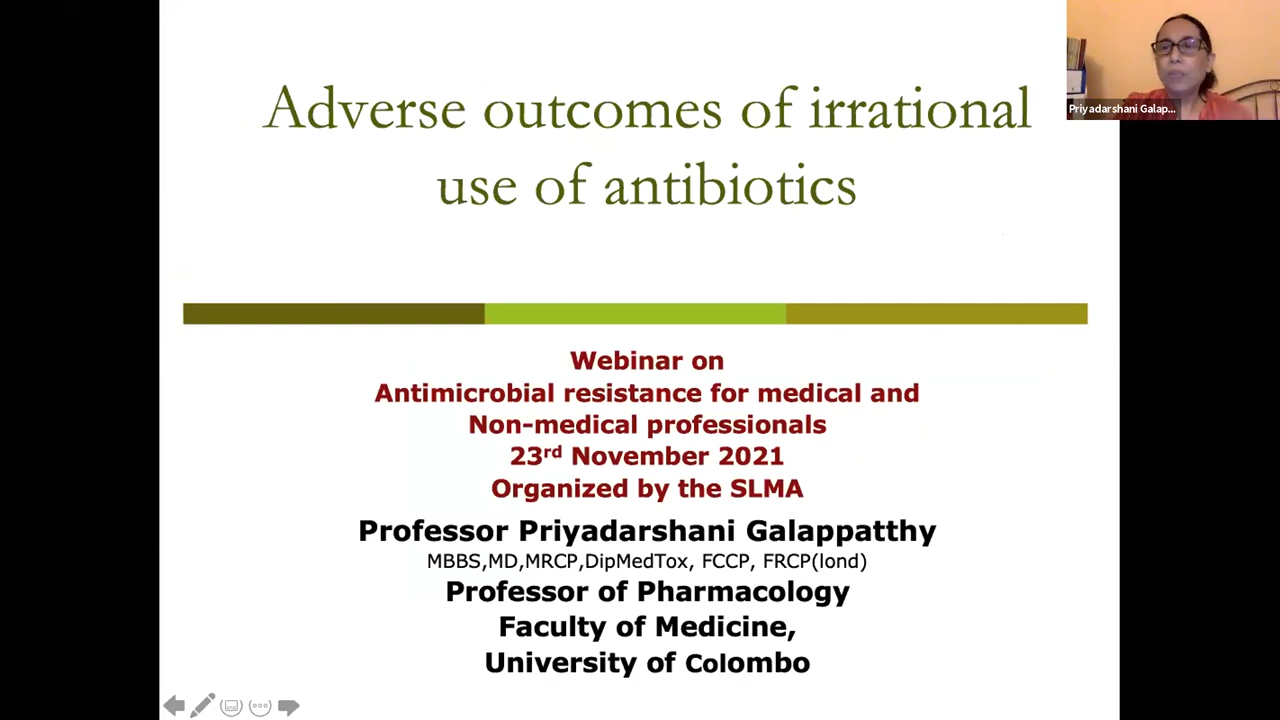 Adverse outcomes of irrational
use of antibiotics
Webinar on
Antimicrobial resistance for medical and
Non-medical professionals
23rd November 2021
Organized by the SLMA
Professor Priyadarshani Galappatthy
MBBS,MD,MRCP,DipMedTox, FCCP, FRCP(lond)
Professor of Pharmacology
Faculty of Medicine,
University of Colombo
Priyadarshani Galap...